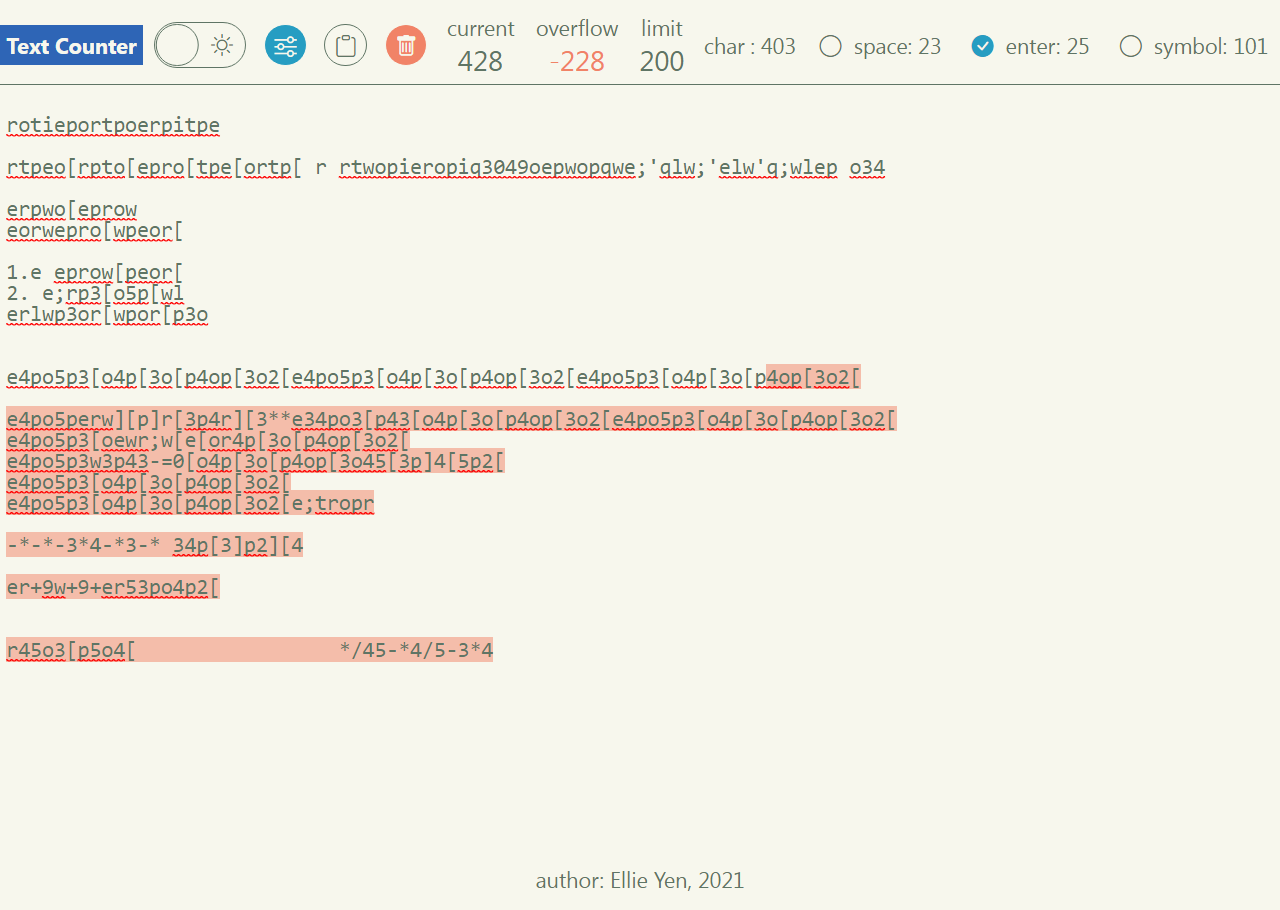 Text Counter
current
428
overflow
-228
limit
200
char : 403
space: 23
enter: 25
symbol: 101
rotieportpoerpitpe
rtpeo[rpto[epro[tpe[ortp[ r rtwopieropiq3049oepwopqwe;'qlw;'elw'q;wlep o34
erpwo[eprow
eorwepro[wpeor[
1.e eprow[peor[
2. e;rp3[o5p[wl
erlwp3or[wpor[p3o
e4po5p3[o4p[3o[p4op[3o2[e4po5p3[o4p[3o[p4op[3o2[e4po5p3[o4p[3o[p4op[3o2[
e4po5perw][p]r[3p4r][3**e34po3[p43[o4p[3o[p4op[3o2[e4po5p3[o4p[3o[p4op[3o2[
e4po5p3[oewr;w[e[or4p[3o[p4op[3o2[
e4po5p3w3p43-=0[o4p[3o[p4op[3o45[3p]4[5p2[
e4po5p3[o4p[3o[p4op[3o2[
e4po5p3[o4p[3o[p4op[3o2[e;tropr
-*-*-3*4-*3-* 34p[3]p2][4
er+9w+9+er53po4p2[
r45o3[p5o4[                 */45-*4/5-3*4
author: Ellie Yen, 2021